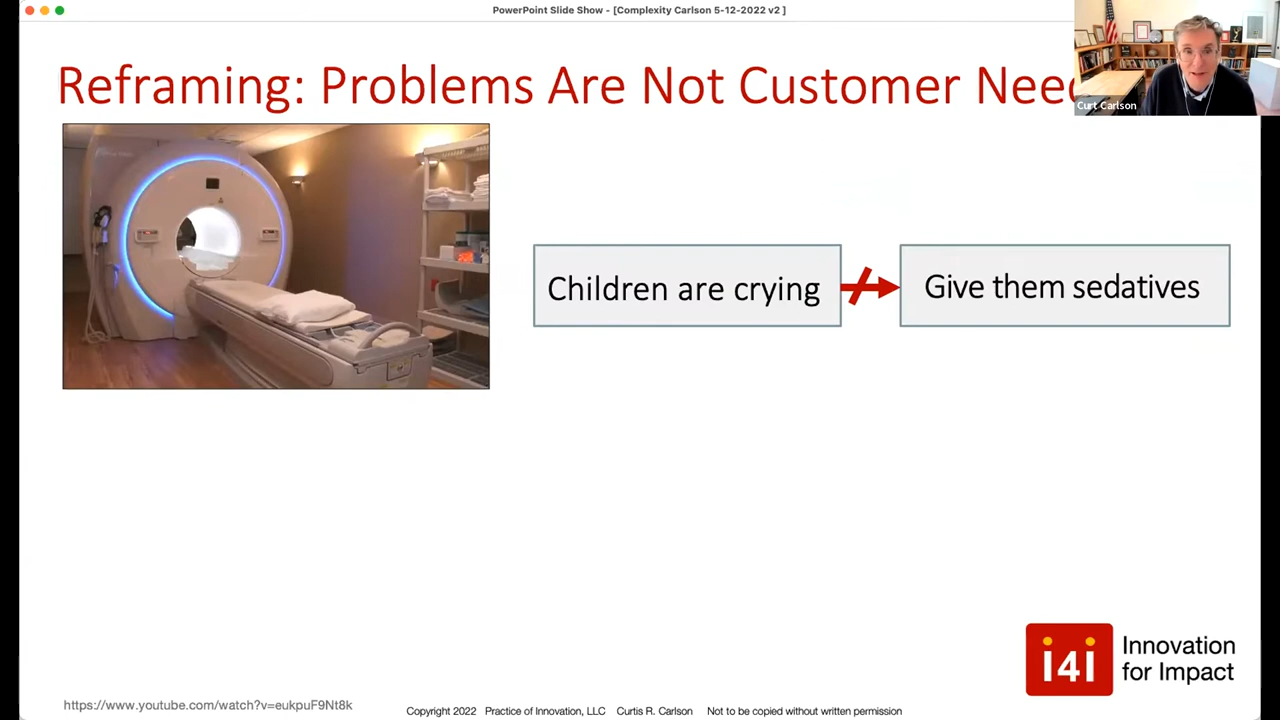 PowerPoint Slide Show - [Complexity Carlson 5-12-2022 v2 ]
Reframing: Problems Are Not Customer Nee
Curt Carlson
Children are crying
Give them sedatives
i4i
Innovation
for Impact
https://www.youtube.com/watch?v=eukpuF9Nt8k
Copyright 2022 Practice of Innovation, LLC Curtis R. Carlson Not to be copied without written permission